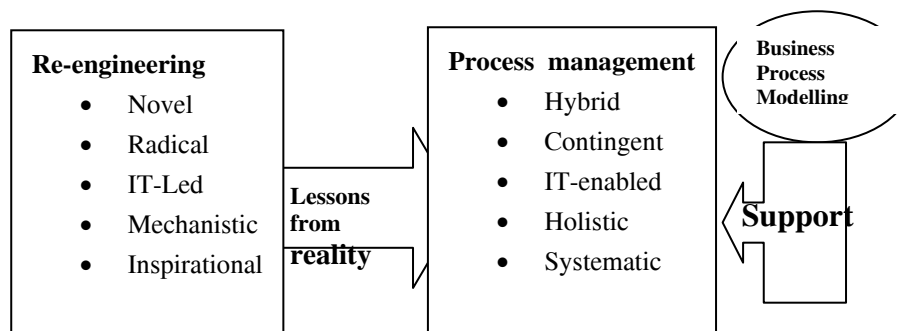 Re-engineering
• Novel
• Radical
• IT-Led
• Mechanistic
• Inspirational
Lessons
from
reality
Process management
• Hybrid
• Contingent
• IT-enabled
• Holistic
• Systematic
Business
Process
Modelling
Support